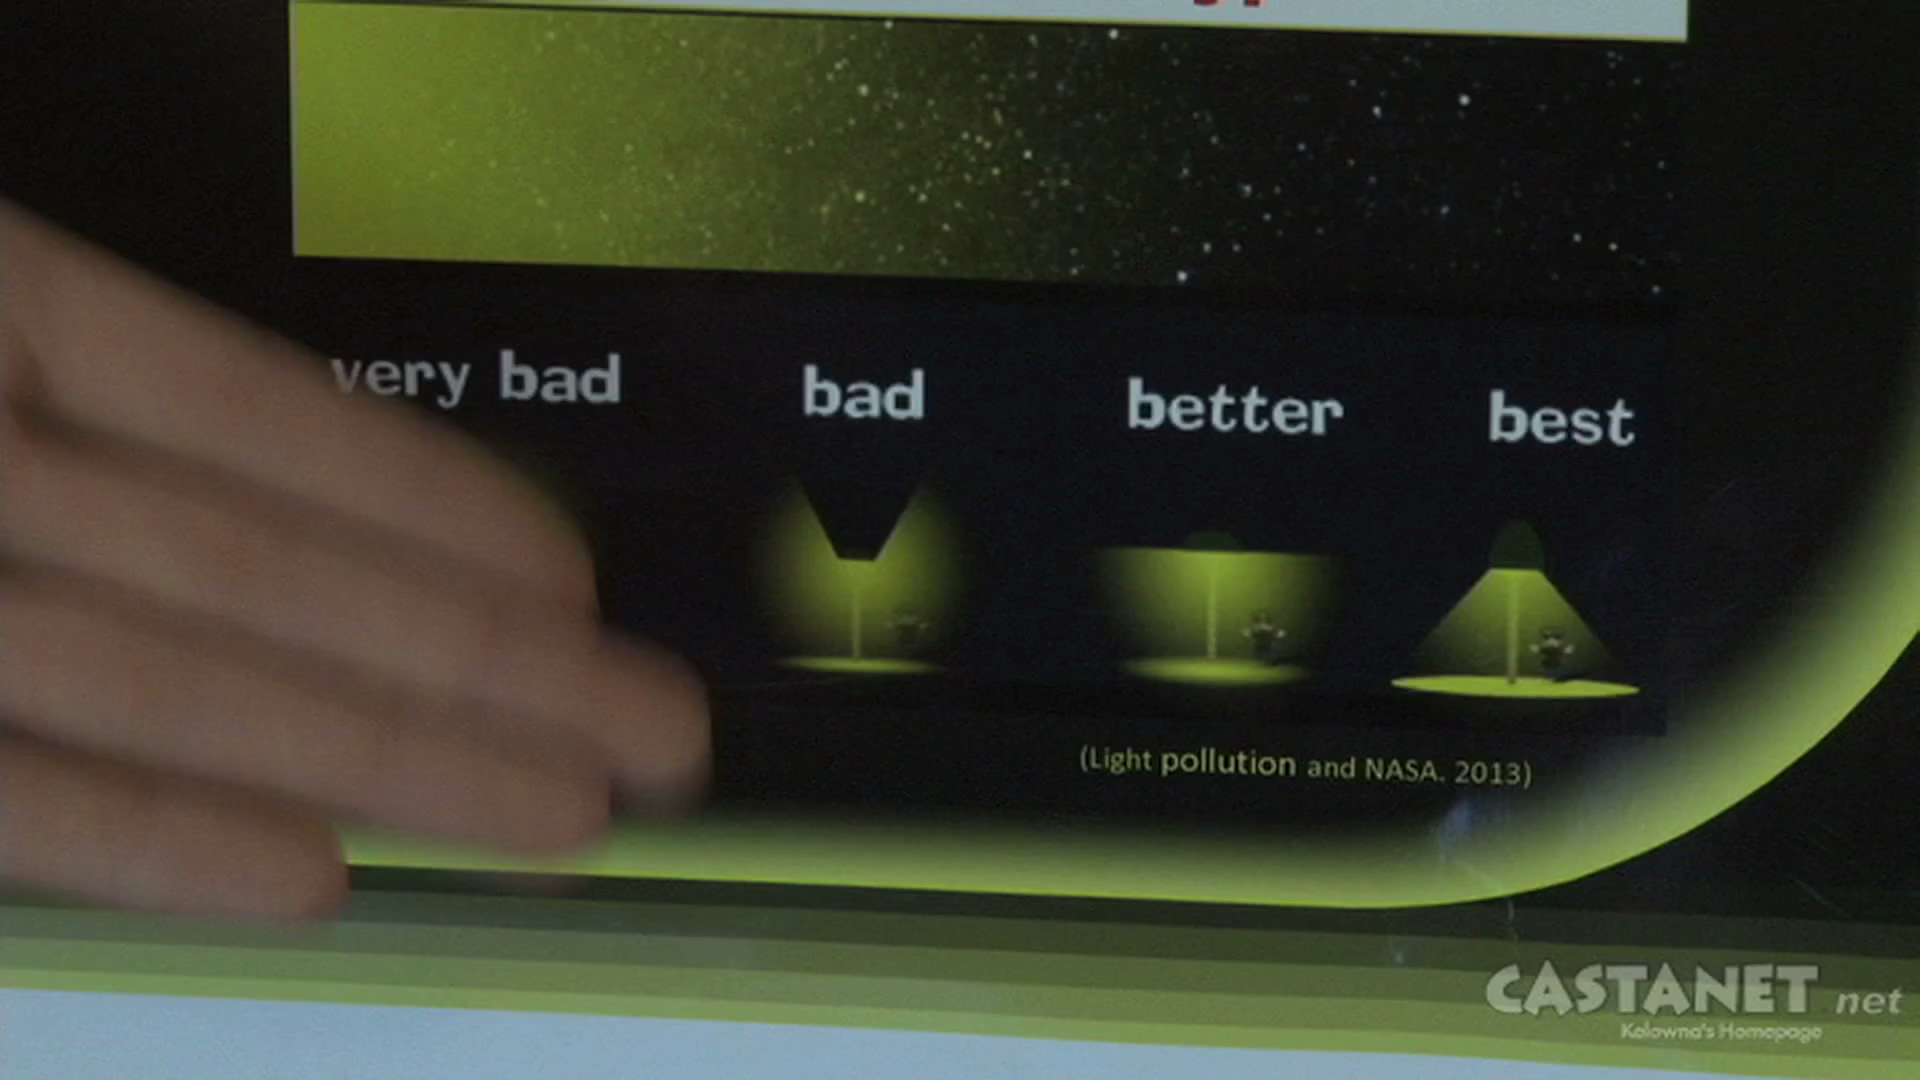 very bad
bad
better
best
(Light pollution and NASA. 2013)
CASTANET.net
Kelowna's Homepage